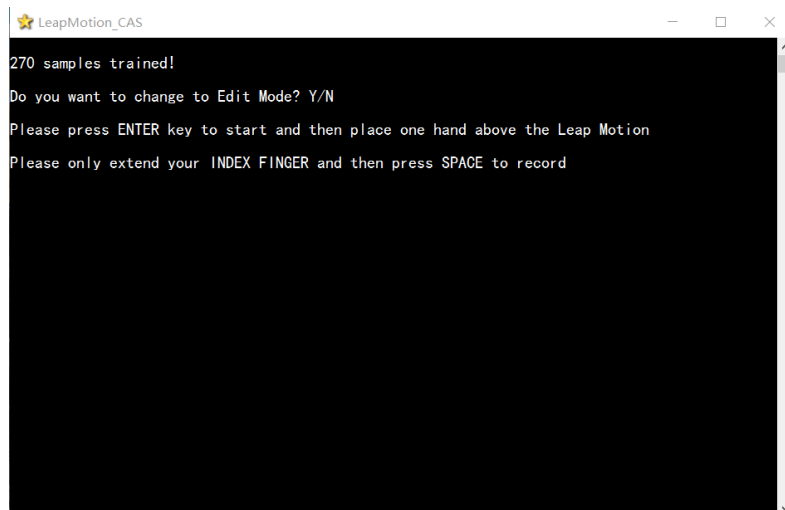 LeapMotion_CAS
270 samples trained!
Do you want to change to Edit Mode? Y/N
Please press ENTER key to start and then place one hand above the Leap Motion
Please only extend your INDEX FINGER and then press SPACE to record